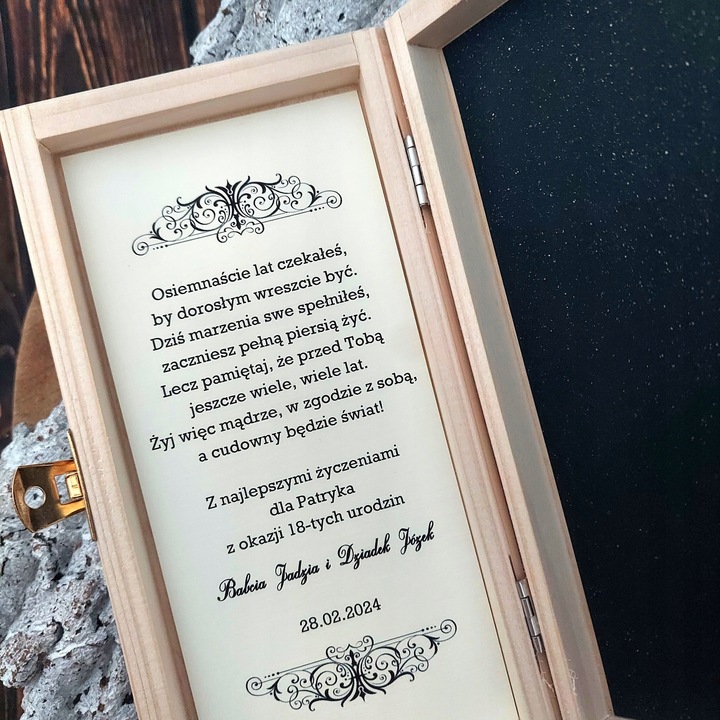 Osiemnaście lat czekałeś,
by dorosłym wreszcie być.
Dziś marzenia swe spełniłeś,
zaczniesz pełną piersią żyć.
Lecz pamiętaj, że przed Tobą
jeszcze wiele, wiele lat.
Żyj więc mądrze, w zgodzie z sobą,
a cudowny będzie świat!
Z najlepszymi życzeniami
dla Patryka
z okazji 18-tych urodzin
Babcia Jadzia i Dziadek Józek
28.02.2024